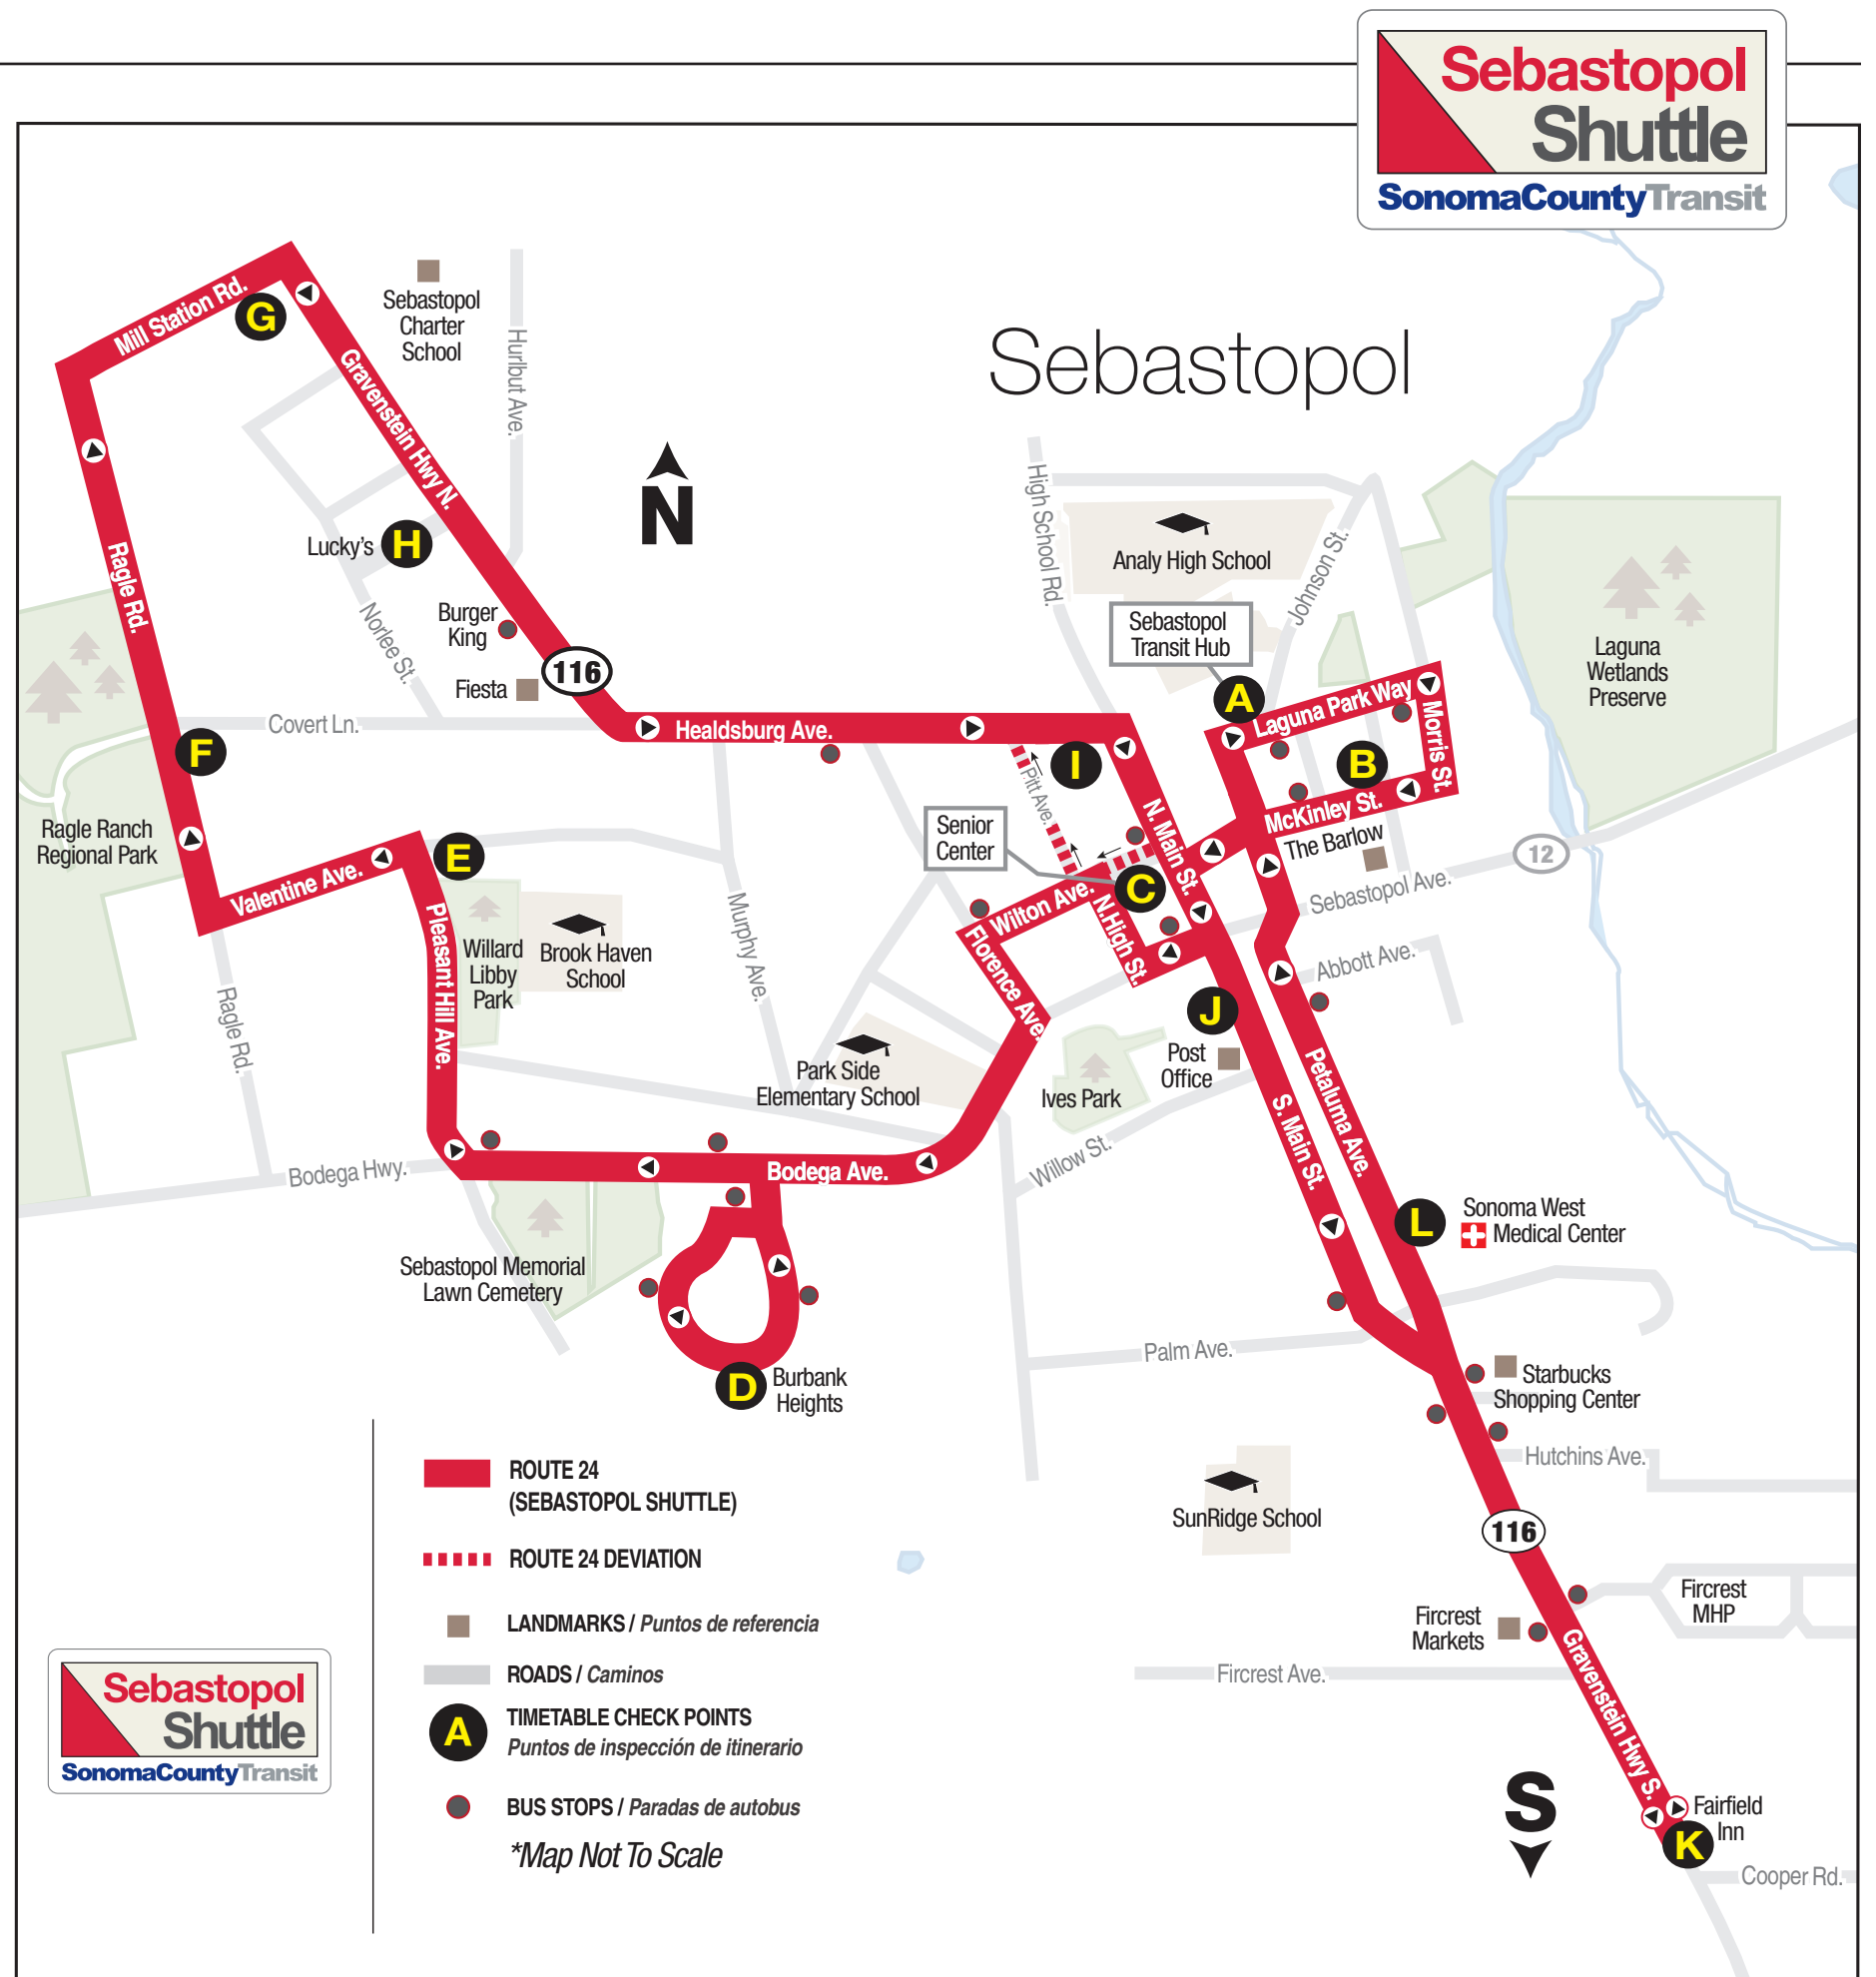 Sebastopol
Shuttle
SonomaCountyTransit
Mill Station Rd.
G
Sebastopol
Charter
School
Hurlbut Ave.
Gravenstein Hwy N.
Sebastopol
N
High School Rd.
Analy High School
Johnson St.
Lucky's
H
Ragle Rd.
Norlee St.
Burger
King
Fiesta
116
Sebastopol
Transit Hub
Laguna
Wetlands
Preserve
A
Laguna Park Way
Morris St.
Covert Ln.
Healdsburg Ave.
F
I
B
Pitt Ave.
N. Main St.
McKinley St.
The Barlow
12
Ragle Ranch
Regional Park
E
Senior
Center
C
Sebastopol Ave.
Valentine Ave.
Wilton Ave.
N.High St.
Pleasant Hill Ave.
Willard
Libby
Park
Brook Haven
School
Murphy Ave.
Florence Ave.
Abbott Ave.
Ragle Rd.
J
Post
Office
Park Side
Elementary School
Ives Park
Petaluma Ave.
S. Main St.
Willow St.
Bodega Hwy.
Bodega Ave.
L
Sonoma West
Medical Center
Sebastopol Memorial
Lawn Cemetery
Palm Ave.
D
Burbank
Heights
Starbucks
Shopping Center
Hutchins Ave.
ROUTE 24
(SEBASTOPOL SHUTTLE)
SunRidge School
116
ROUTE 24 DEVIATION
Fircrest
MHP
Fircrest
Markets
LANDMARKS / Puntos de referencia
Gravenstein Hwy S.
ROADS / Caminos
Fircrest Ave.
Sebastopol
Shuttle
SonomaCountyTransit
A
TIMETABLE CHECK POINTS
Puntos de inspección de itinerario
BUS STOPS / Paradas de autobus
*Map Not To Scale
S
Fairfield
Inn
K
Cooper Rd.